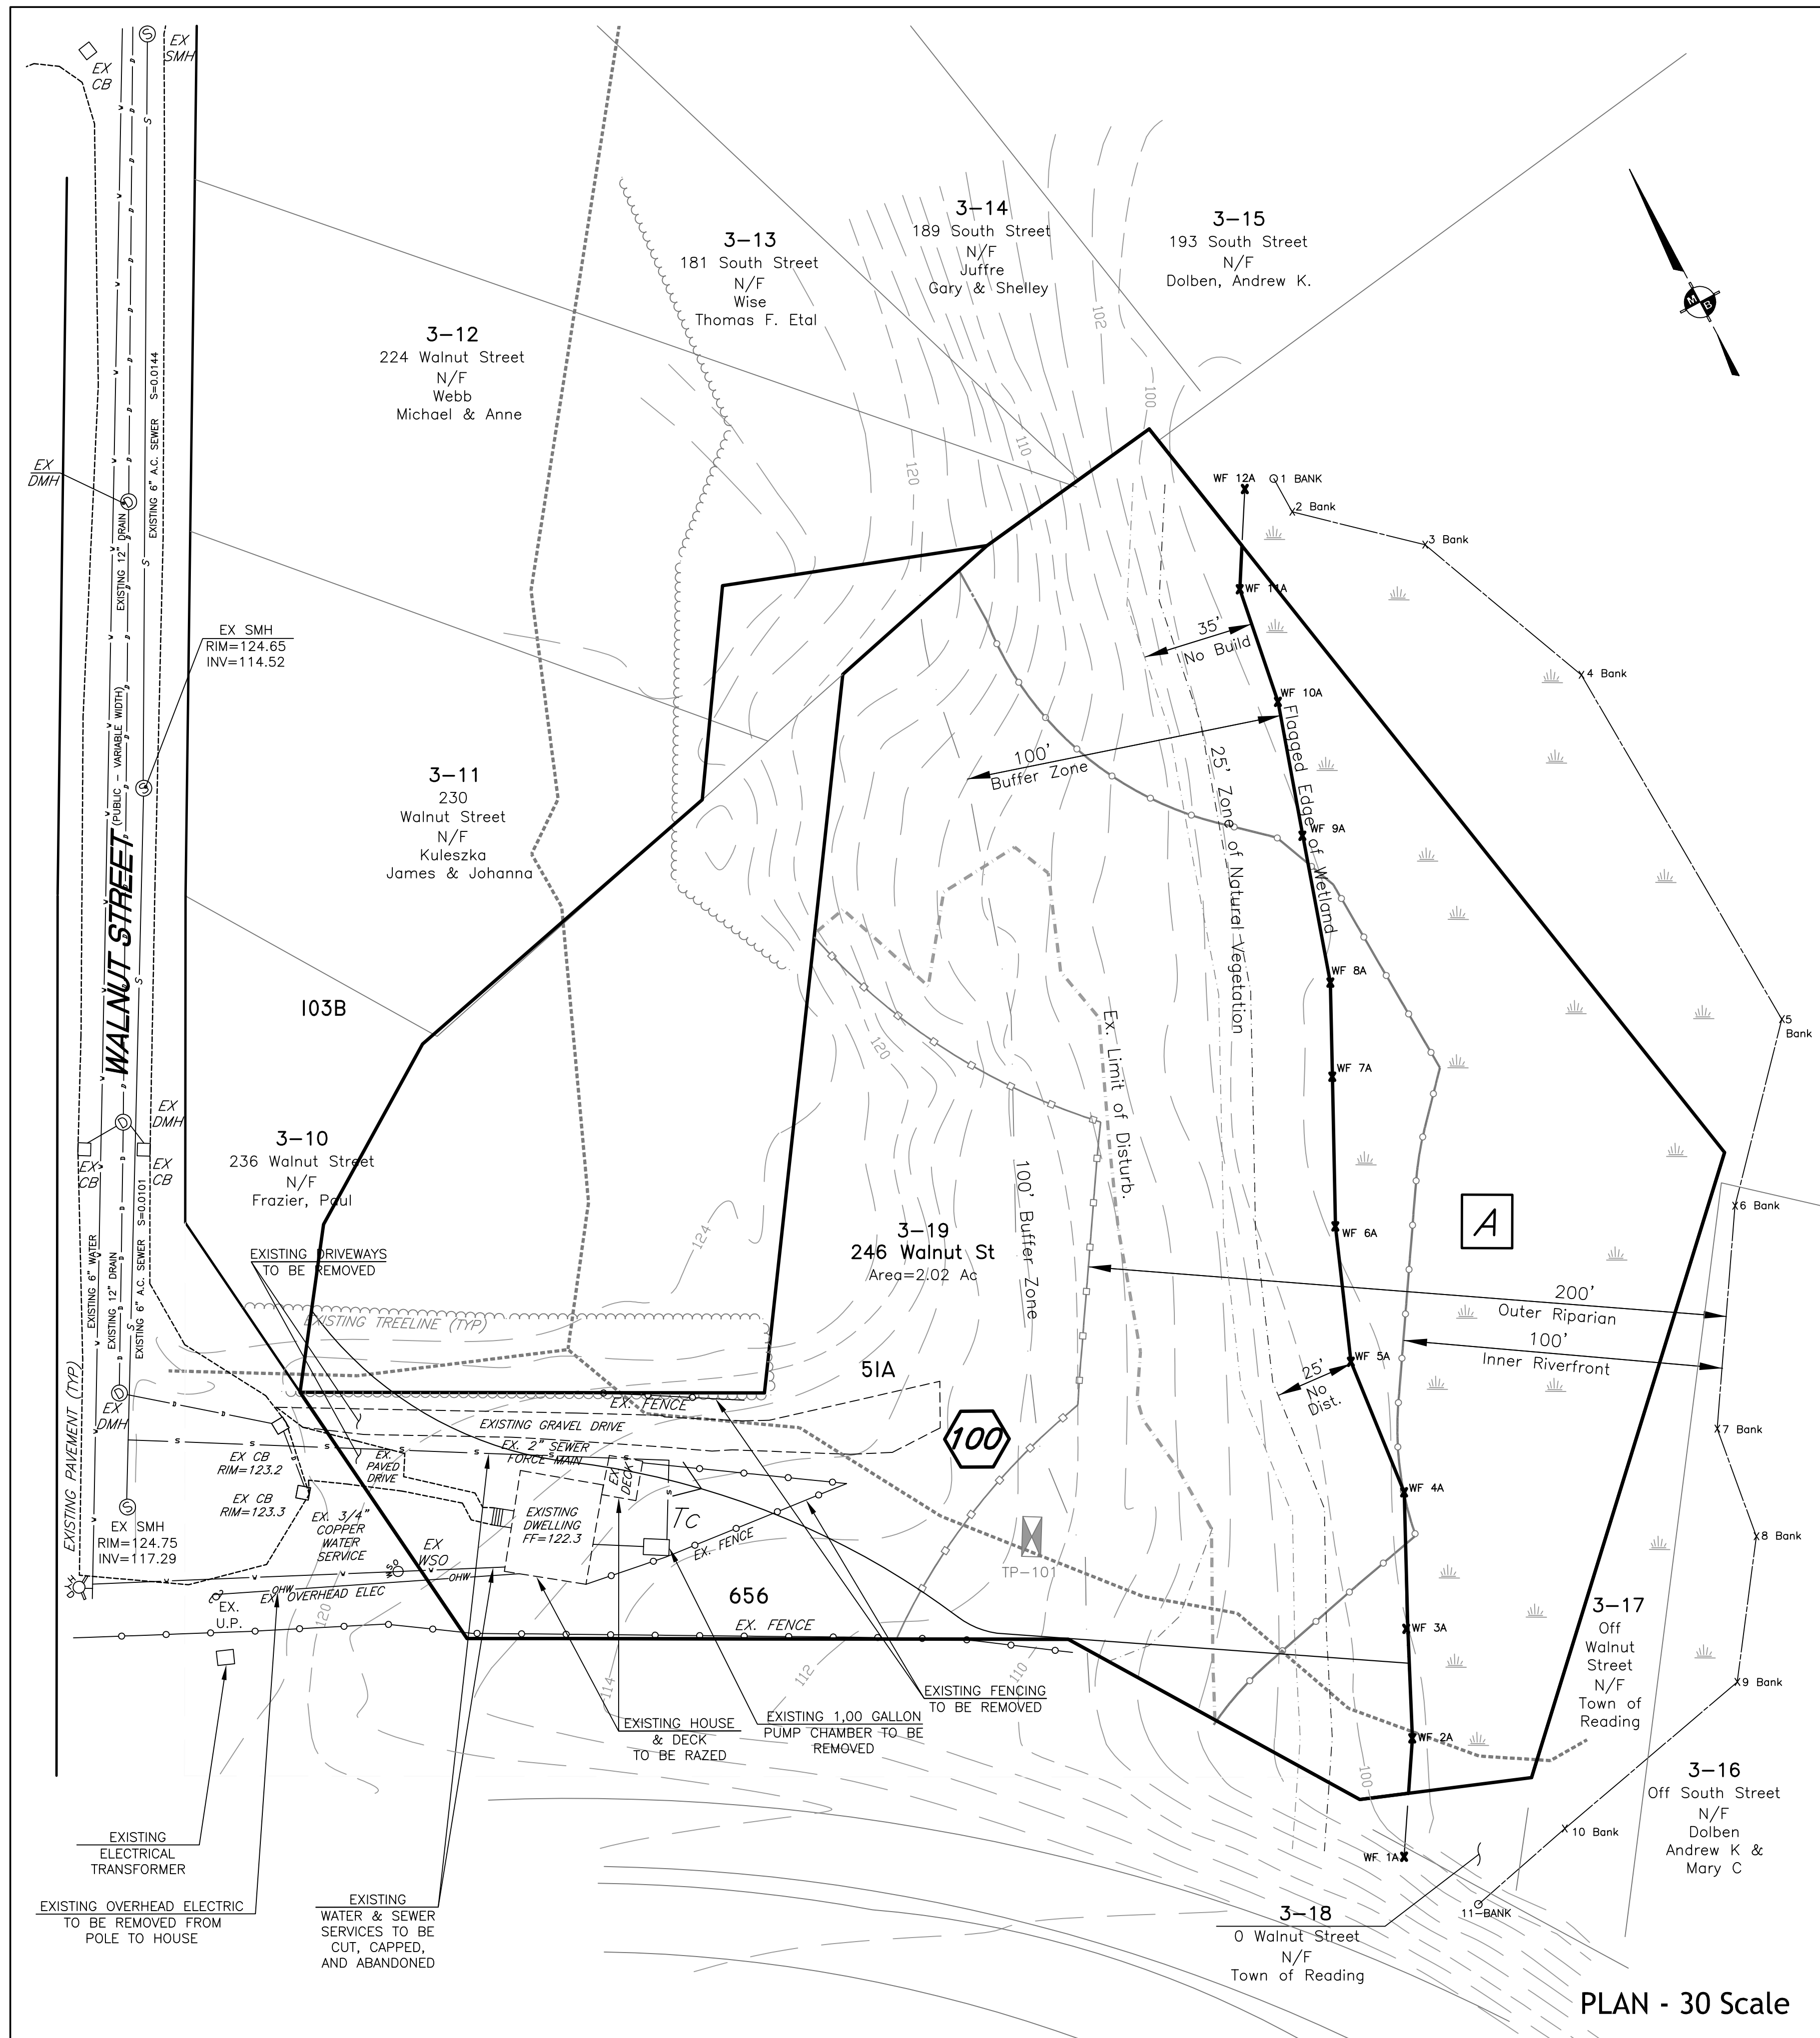 EX
SMH
EX
CB
S
3-14
189 South Street
N/F
Juffre
Gary & Shelley
3-15
193 South Street
N/F
Dolben, Andrew K.
3-13
181 South Street
N/F
Wise
Thomas F. Etal
3-12
224 Walnut Street
N/F
Webb
Michael & Anne
M B
102
100
110
120
EX
DMH
D
EXISTING 12" DRAIN
EXISTING 6" A.C. SEWER S=0.0144
WF 12A
1 BANK
2 Bank
3 Bank
WF 11A
35'
No Build
4 Bank
EX SMH
RIM=124.65
INV=114.52
S
WF 10A
100'
Buffer Zone
Flagged Edge of Wetland
25' Zone of Natural Vegetation
WF 9A
3-11
230
Walnut Street
N/F
Kuleszka
James & Johanna
WALNUT STREET
(PUBLIC - VARIABLE WIDTH)
WF 8A
103B
5
Bank
120
Ex. Limit of Disturb.
WF 7A
EX
DMH
D
EX
CB
EX
CB
3-10
236 Walnut Street
N/F
Frazier, Paul
100' Buffer Zone
124
3-19
246 Walnut St
Area=2.02 Ac
WF 6A
A
6 Bank
EXISTING DRIVEWAYS
TO BE REMOVED
EXISTING 6" WATER
EXISTING 12" DRAIN
EXISTING 6" A.C. SEWER S=0.0101
200'
Outer Riparian
EXISTING TREELINE (TYP)
100'
Inner Riverfront
WF 5A
25'
No
Dist.
51A
EXISTING PAVEMENT (TYP)
D
EX
DMH
EX. FENCE
EXISTING GRAVEL DRIVE
100
7 Bank
EX. 2" SEWER
FORCE MAIN
EX CB
RIM=123.2
EX.
PAVED
DRIVE
EX.
DECK
WF 4A
EX CB
RIM=123.3
S
EX SMH
RIM=124.75
INV=117.29
EX. 3/4"
COPPER
WATER
SERVICE
EXISTING
DWELLING
FF=122.3
Tc
8 Bank
EX
WSO
WSO
EX. FENCE
TP-101
OHW
OHW
EX. OVERHEAD ELEC
EX.
U.P.
656
EX. FENCE
WF 3A
3-17
Off
Walnut
Street
N/F
Town of
Reading
120
114
112
110
9 Bank
EXISTING FENCING
TO BE REMOVED
EXISTING HOUSE
& DECK
TO BE RAZED
EXISTING 1,00 GALLON
PUMP CHAMBER TO BE
REMOVED
WF 2A
100
3-16
Off South Street
N/F
Dolben
Andrew K &
Mary C
10 Bank
EXISTING
ELECTRICAL
TRANSFORMER
WF 1A
EXISTING OVERHEAD ELECTRIC
TO BE REMOVED FROM
POLE TO HOUSE
EXISTING
WATER & SEWER
SERVICES TO BE
CUT, CAPPED,
AND ABANDONED
11-BANK
3-18
0 Walnut Street
N/F
Town of Reading
PLAN - 30 Scale